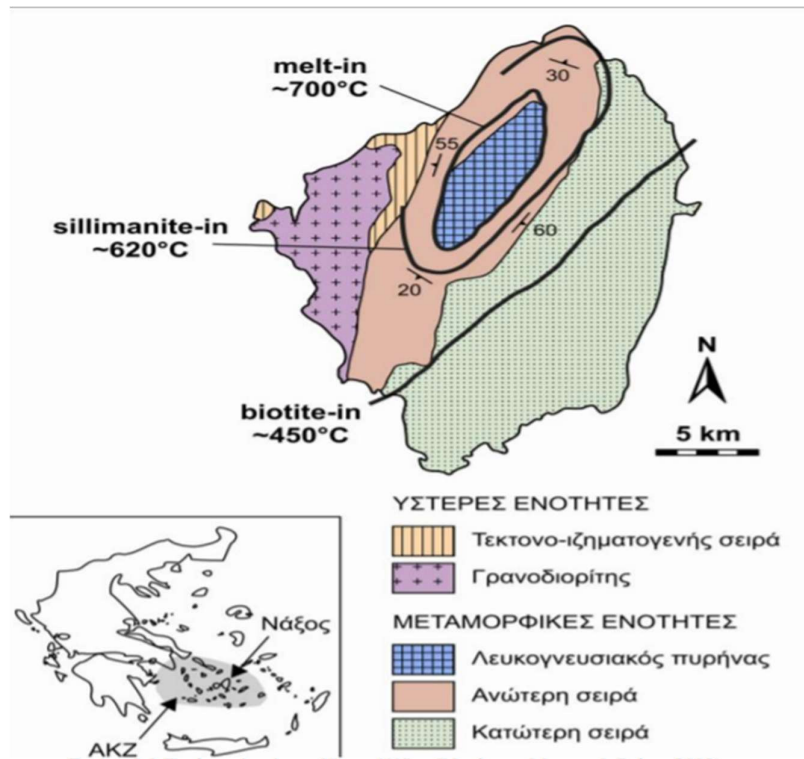 melt-in
~700°C
30
55
sillimanite-in
~620°C
60
20
N
biotite-in
~450°C
5 km
ΥΣΤΕΡΕΣ ΕΝΟΤΗΤΕΣ
Τεκτονο-ιζηματογενής σειρά
Γρανοδιορίτης
ΜΕΤΑΜΟΡΦΙΚΕΣ ΕΝΟΤΗΤΕΣ
Λευκογνευσιακός πυρήνας
Ανώτερη σειρά
Κατώτερη σειρά
Νάξος
ΑΚΖ